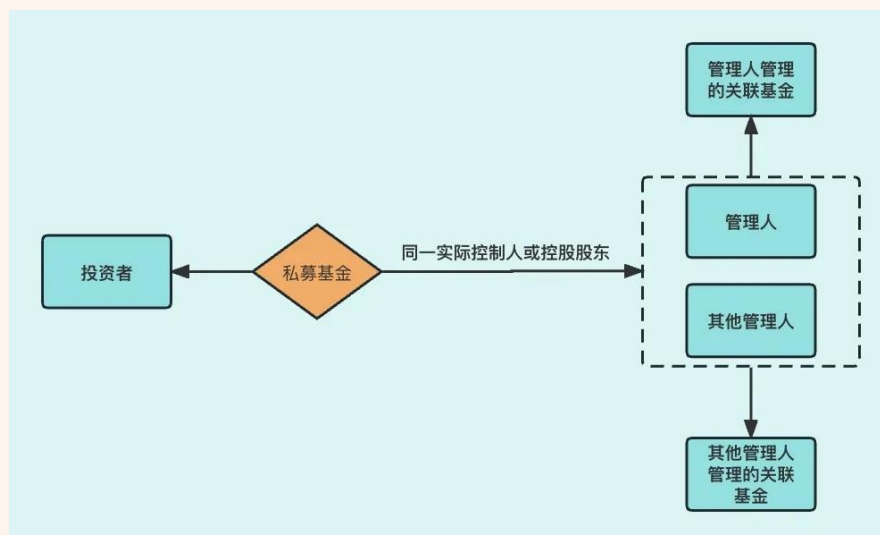 管理人管理
的关联基金
管理人
同一实际控制人或控股股东
投资者
私募基金
其他管理人
其他管理人
管理的关联
基金